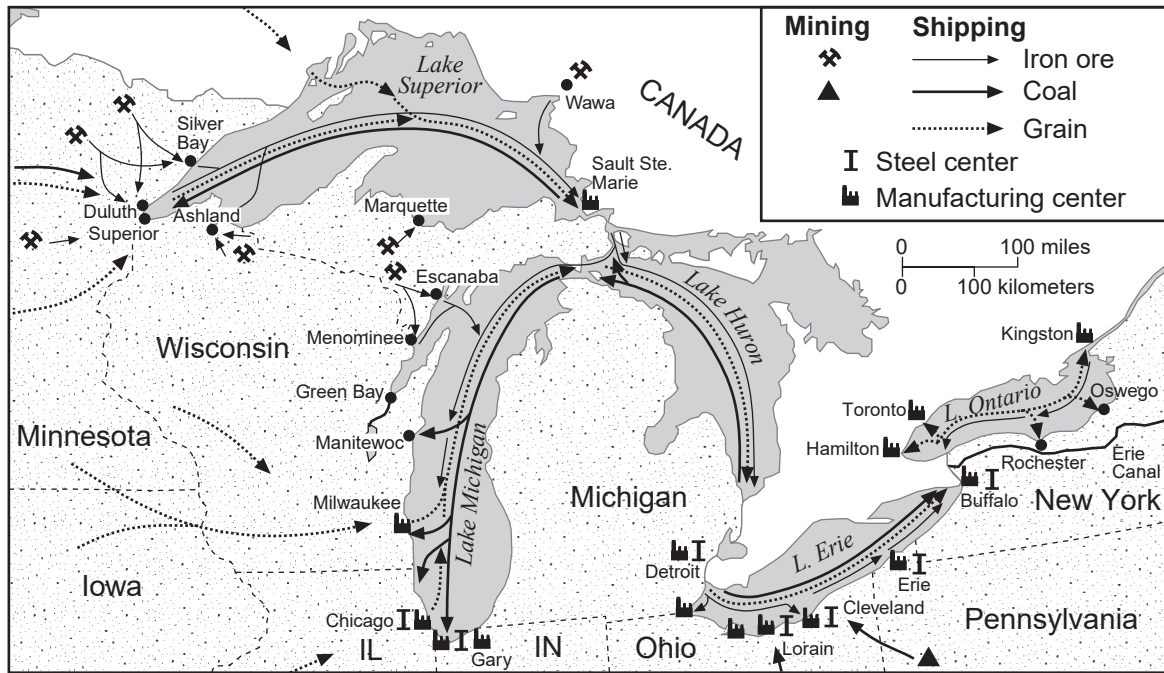 Mining
Shipping
Iron ore
Coal
Grain
Steel center
Manufacturing center
0
100 miles
0
100 kilometers
Lake
Superior
Wawa
CANADA
Silver
Bay
Sault Ste.
Marie
Duluth
Superior
Ashland
Marquette
Escanaba
Menominee
Wisconsin
Lake Huron
Kingston
Green Bay
Toronto
L. Ontario
Oswego
Minnesota
Manitewoc
Hamilton
Rochester
Erie
Canal
Milwaukee
Lake Michigan
Michigan
Buffalo
New York
L. Erie
Detroit
Erie
Iowa
Cleveland
Pennsylvania
Chicago
IL
Gary
IN
Ohio
Lorain